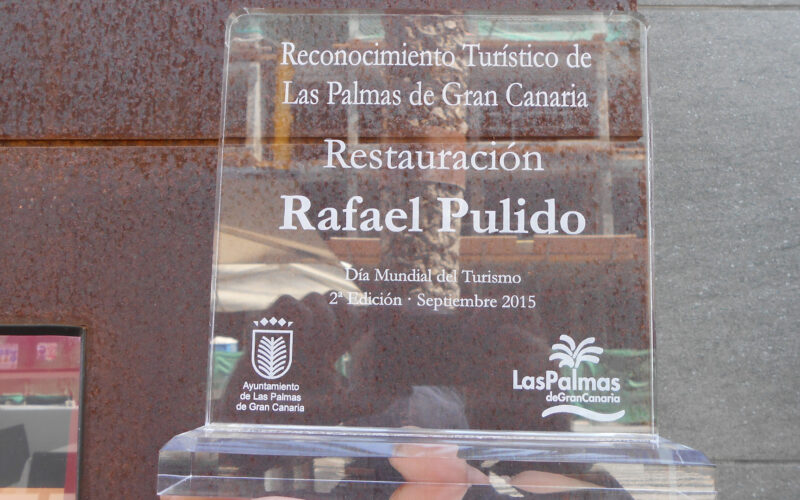 Reconocimiento Turístico de
Las Palmas de Gran Canaria
Restauración
Rafael Pulido
Día Mundial del Turismo
2ª Edición · Septiembre 2015
Ayuntamiento
de Las Palmas
de Gran Canaria
LasPalmas
deGranCanaria